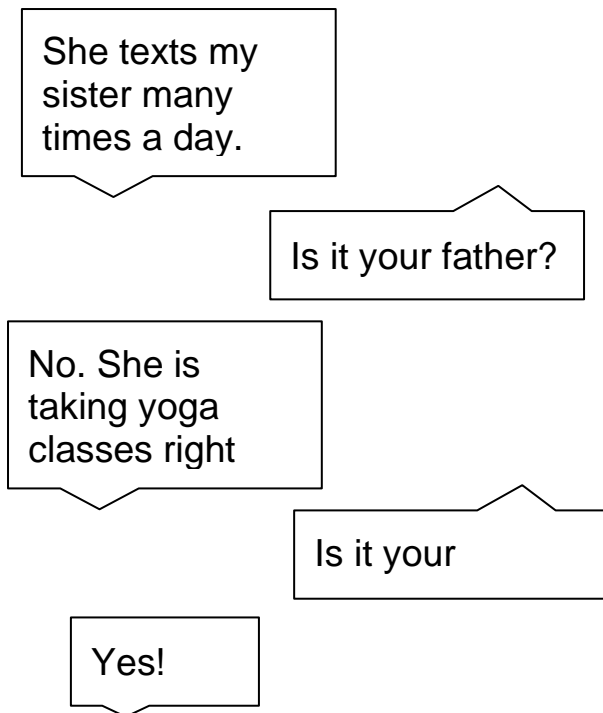 She texts my
sister many
times a day.
Is it your father?
No. She is
taking yoga
classes right
Is it your
Yes!